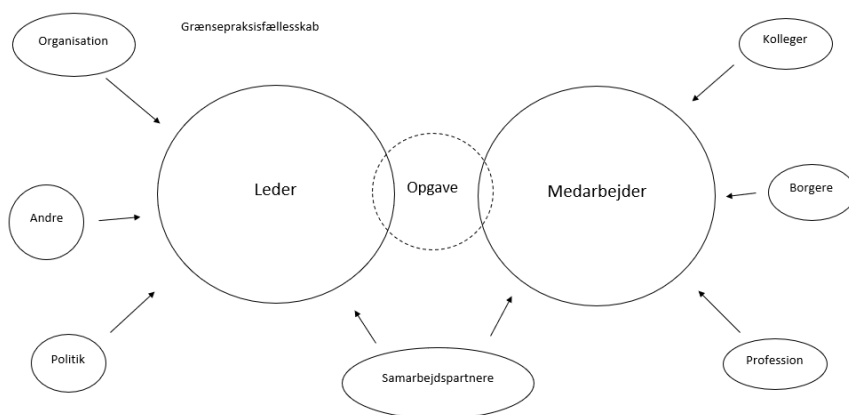 Grænsepraksisfællesskab
Organisation
Kolleger
Leder
Opgave
Medarbejder
Borgere
Andre
Politik
Samarbejdspartnere
Profession